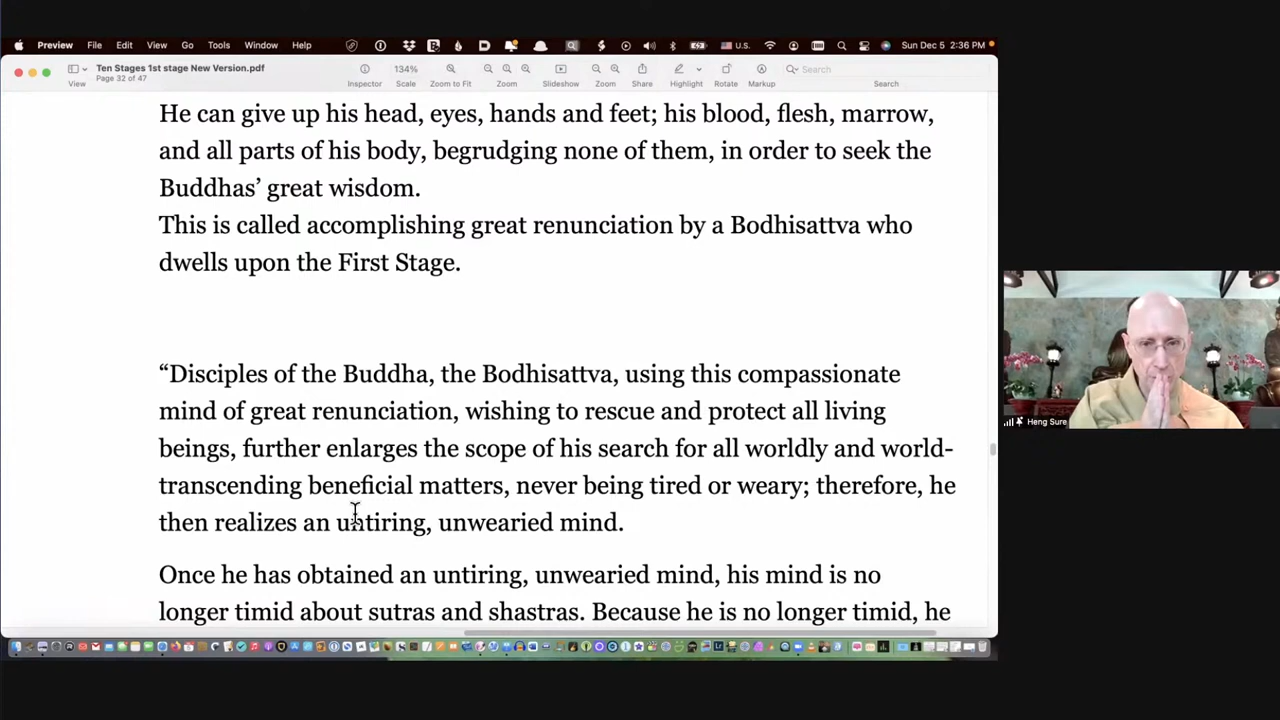 Preview File Edit View Go Tools Window Help U.S. Sun Dec 5 2:36 PM
Ten Stages 1st stage New Version.pdf
Page 32 of 47
134%
Search
View Inspector Scale Zoom to Fit Zoom Slideshow Zoom Share Highlight Rotate Markup Search
He can give up his head, eyes, hands and feet; his blood, flesh, marrow,
and all parts of his body, begrudging none of them, in order to seek the
Buddhas’ great wisdom.
This is called accomplishing great renunciation by a Bodhisattva who
dwells upon the First Stage.
“Disciples of the Buddha, the Bodhisattva, using this compassionate
mind of great renunciation, wishing to rescue and protect all living
beings, further enlarges the scope of his search for all worldly and world-
transcending beneficial matters, never being tired or weary; therefore, he
then realizes an untiring, unwearied mind.
Once he has obtained an untiring, unwearied mind, his mind is no
longer timid about sutras and shastras. Because he is no longer timid, he
Heng Sure